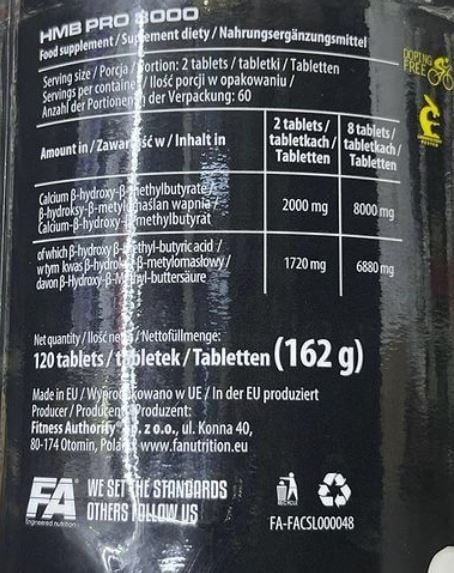 HMB PRO 3000
Food supplement / Suplement diety / Nahrungsergänzungsmittel
DOPING
FREE
Serving size / Porcja / Portion: 2 tablets / tabletki / Tabletten
Servings per container / Ilość porcji w opakowaniu /
Anzahl der Portionen in der Verpackung: 60
Amount in / Zawartość w / Inhalt in
2 tablets / tabletkach / Tabletten
8 tablets / tabletkach / Tabletten
Calcium β-hydroxy-β-methylbutyrate /
β-hydroksy-β-metylomaślan wapnia /
Calcium-β-hydroxy-β-methylbutyrat
2000 mg
8000 mg
of which β-hydroxy β-methyl-butyric acid /
w tym kwas β-hydroksy β-metylomasłowy /
davon β-Hydroxy-β-Methyl-buttersäure
1720 mg
6880 mg
Net quantity / Ilość netto / Nettofüllmenge:
120 tablets / tabletek / Tabletten (162 g)
Made in EU / Wyprodukowano w UE / In der EU produziert
Producer / Producent / Produzent:
Fitness Authority® Sp. z o.o., ul. Konna 40,
80-174 Otomin, Poland, www.fanutrition.eu
FA
Engineered nutrition
WE SET THE STANDARDS
OTHERS FOLLOW US
FA-FACSL000048